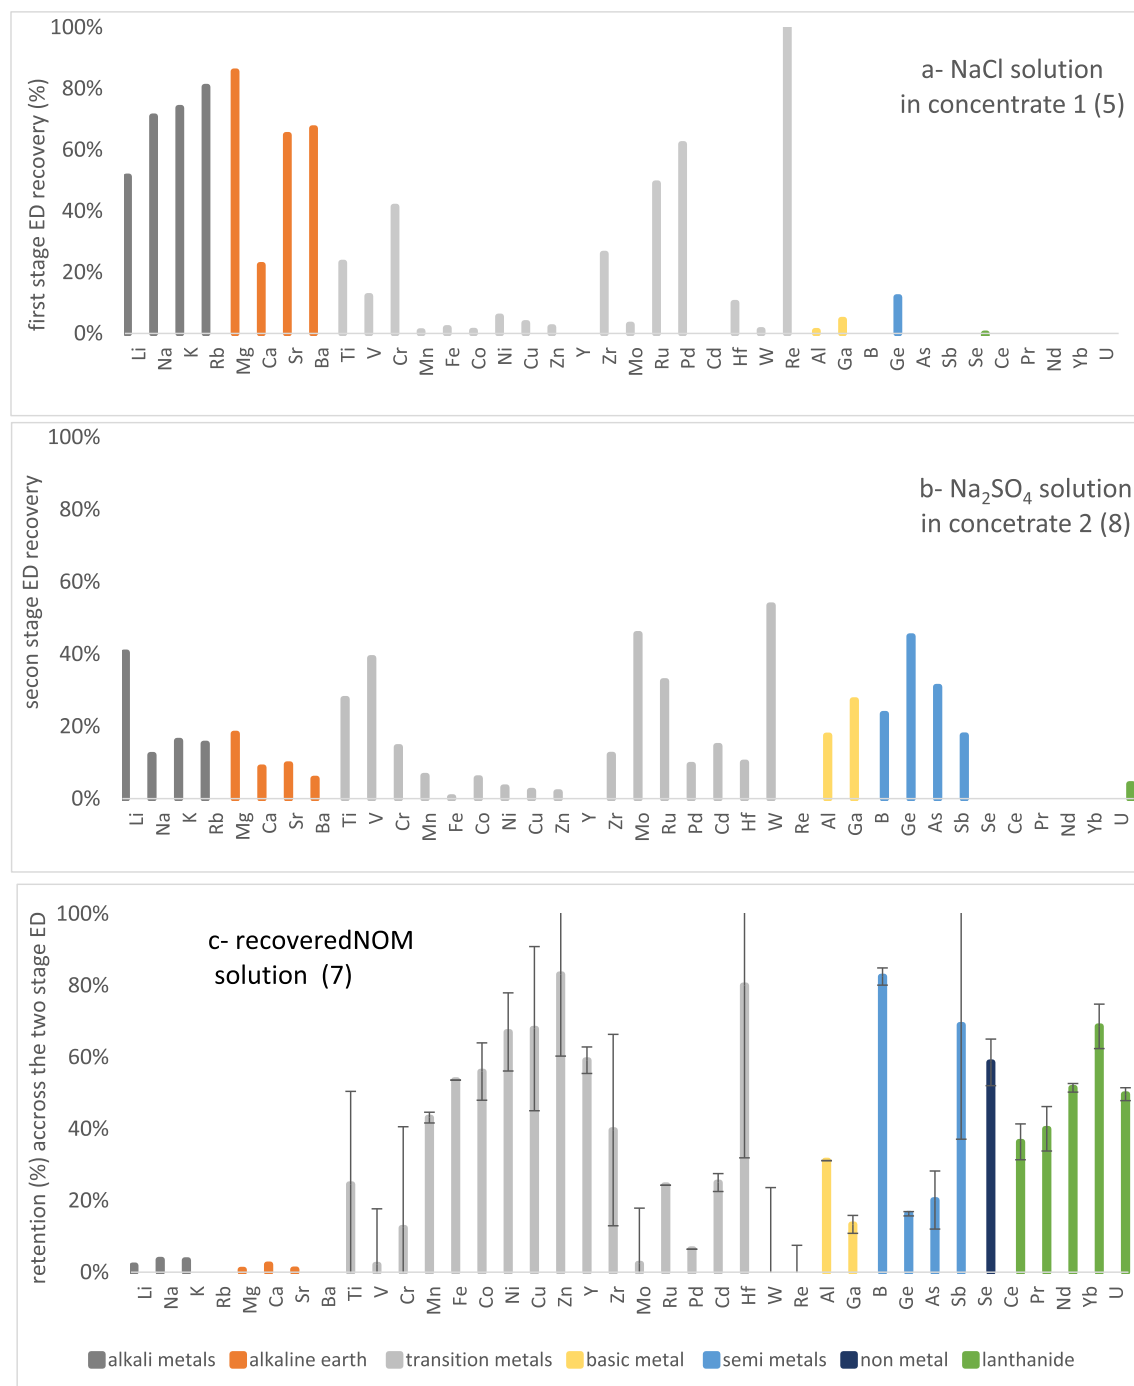 100%
80%
60%
40%
20%
0%
first stage ED recovery (%)
a- NaCl solution
in concentrate 1 (5)
Li Na K Rb Mg Ca Sr Ba Ti V Cr Mn Fe Co Ni Cu Zn Y Zr Mo Ru Pd Cd Hf W Re Al Ga B Ge As Sb Se Ce Pr Nd Yb U
100%
80%
60%
40%
20%
0%
secon stage ED recovery
b- Na₂SO₄ solution
in concetrate 2 (8)
Li Na K Rb Mg Ca Sr Ba Ti V Cr Mn Fe Co Ni Cu Zn Y Zr Mo Ru Pd Cd Hf W Re Al Ga B Ge As Sb Se Ce Pr Nd Yb U
100%
80%
60%
40%
20%
0%
retention (%) accross the two stage ED
c- recoveredNOM
solution (7)
Li Na K Rb Mg Ca Sr Ba Ti V Cr Mn Fe Co Ni Cu Zn Y Zr Mo Ru Pd Cd Hf W Re Al Ga B Ge As Sb Se Ce Pr Nd Yb U
alkali metals alkaline earth transition metals basic metal semi metals non metal lanthanide